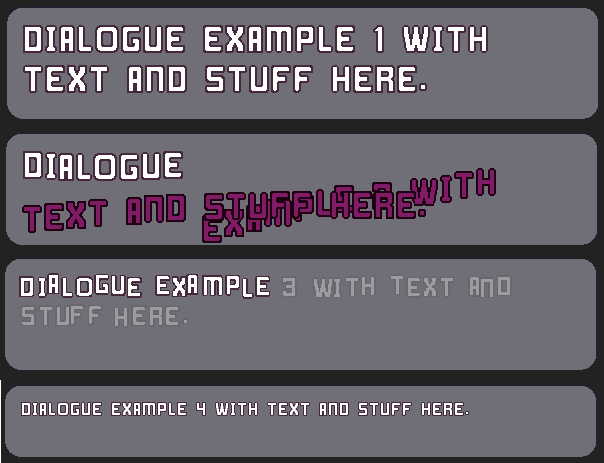 DIALOGUE EXAMPLE 1 WITH
TEXT AND STUFF HERE.
DIALOGUE WITH
TEXT AND STUFF HERE.
DIALOGUE EXAMPLE 3 WITH TEXT AND
STUFF HERE.
DIALOGUE EXAMPLE 4 WITH TEXT AND STUFF HERE.